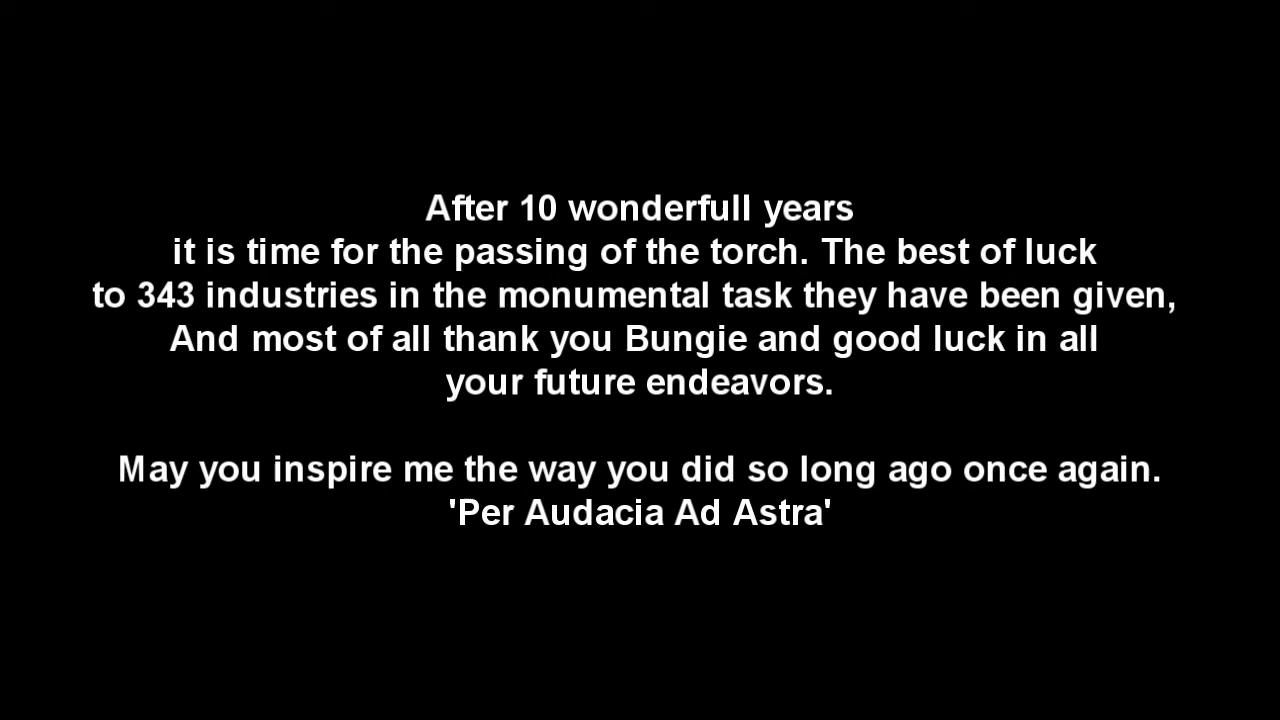 After 10 wonderfull years
it is time for the passing of the torch. The best of luck
to 343 industries in the monumental task they have been given,
And most of all thank you Bungie and good luck in all
your future endeavors.
May you inspire me the way you did so long ago once again.
'Per Audacia Ad Astra'